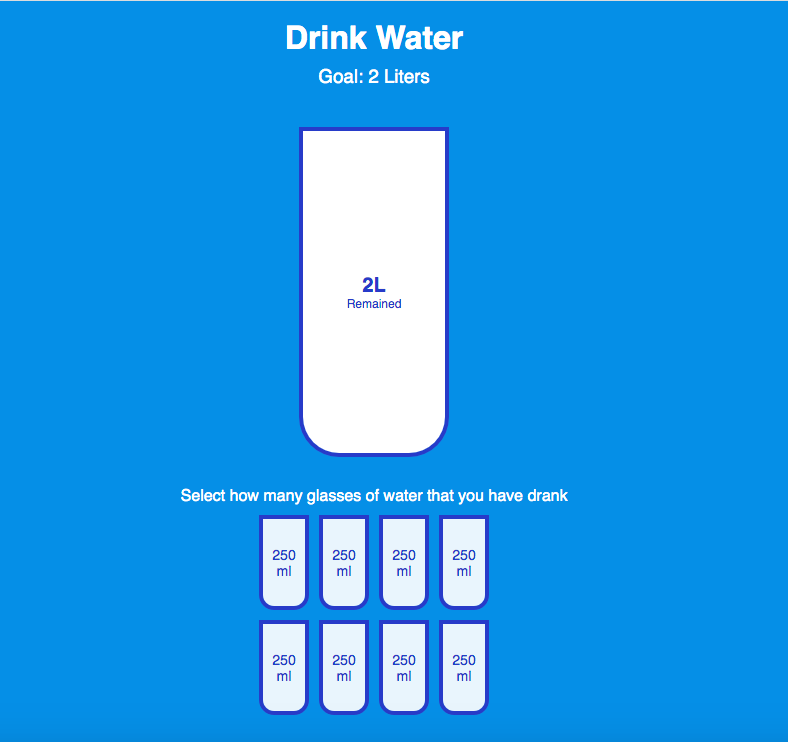 Drink Water
Goal: 2 Liters
2L
Remained
Select how many glasses of water that you have drank
250 250 250 250
ml ml ml ml
250 250 250 250
ml ml ml ml